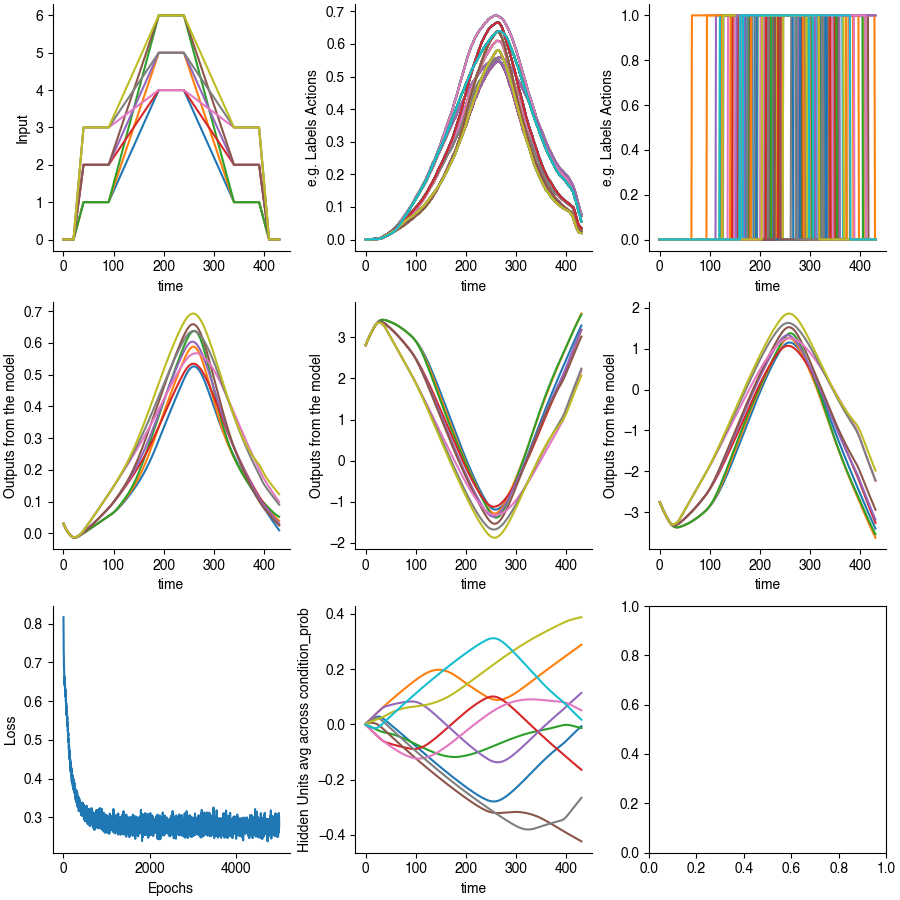 Input
6
5
4
3
2
1
0
0 100 200 300 400
time
e.g. Labels Actions
0.7
0.6
0.5
0.4
0.3
0.2
0.1
0.0
0 100 200 300 400
time
e.g. Labels Actions
1.0
0.8
0.6
0.4
0.2
0.0
0 100 200 300 400
time
Outputs from the model
0.7
0.6
0.5
0.4
0.3
0.2
0.1
0.0
0 100 200 300 400
time
Outputs from the model
3
2
1
0
−1
−2
0 100 200 300 400
time
Outputs from the model
2
1
0
−1
−2
−3
0 100 200 300 400
time
Loss
0.8
0.7
0.6
0.5
0.4
0.3
0 2000 4000
Epochs
Hidden Units avg across condition_prob
0.4
0.2
0.0
−0.2
−0.4
0 100 200 300 400
time
1.0
0.8
0.6
0.4
0.2
0.0
0.0 0.2 0.4 0.6 0.8 1.0